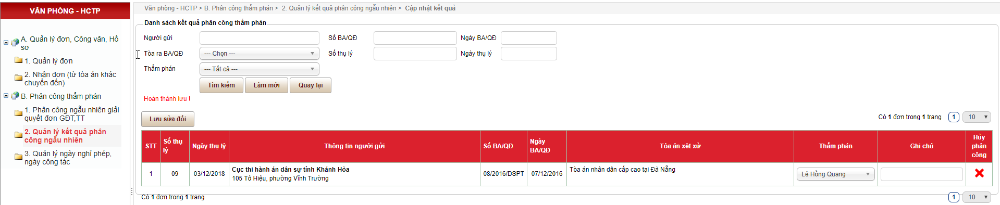 VĂN PHÒNG - HCTP
A. Quản lý đơn, Công văn, Hồ
sơ
1. Quản lý đơn
2. Nhận đơn (từ tòa án khác
chuyển đến)
B. Phân công thẩm phán
1. Phân công ngẫu nhiên giải
quyết đơn GĐT,TT
2. Quản lý kết quả phân
công ngẫu nhiên
3. Quản lý ngày nghỉ phép,
ngày công tác
Văn phòng - HCTP > B. Phân công thẩm phán > 2. Quản lý kết quả phân công ngẫu nhiên > Cập nhật kết quả
Danh sách kết quả phân công thẩm phán
Người gửi Số BA/QĐ Ngày BA/QĐ
Tòa ra BA/QĐ --- Chọn --- Số thụ lý Ngày thụ lý
Thẩm phán --- Tất cả ---
Tìm kiếm Làm mới Quay lại
Hoàn thành lưu !
Lưu sửa đổi Có 1 đơn trong 1 trang 1 10
STT Số thụ lý Ngày thụ lý Thông tin người gửi Số BA/QĐ Ngày BA/QĐ Tòa án xét xử Thẩm phán Ghi chú Hủy phân công
1 09 03/12/2018 Cục thi hành án dân sự tỉnh Khánh Hòa 08/2016/DSPT 07/12/2016 Tòa án nhân dân cấp cao tại Đà Nẵng Lê Hồng Quang
105 Tô Hiệu, phường Vĩnh Trường
Có 1 đơn trong 1 trang 1 10